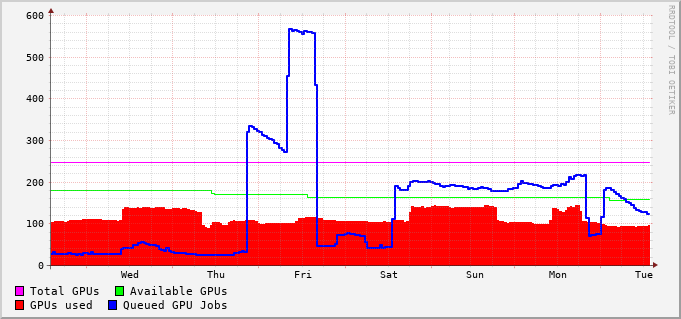 600
500
400
300
200
100
0
Wed Thu Fri Sat Sun Mon Tue
Total GPUs Available GPUs
GPUs used Queued GPU Jobs
RRDTOOL / TOBI OETIKER